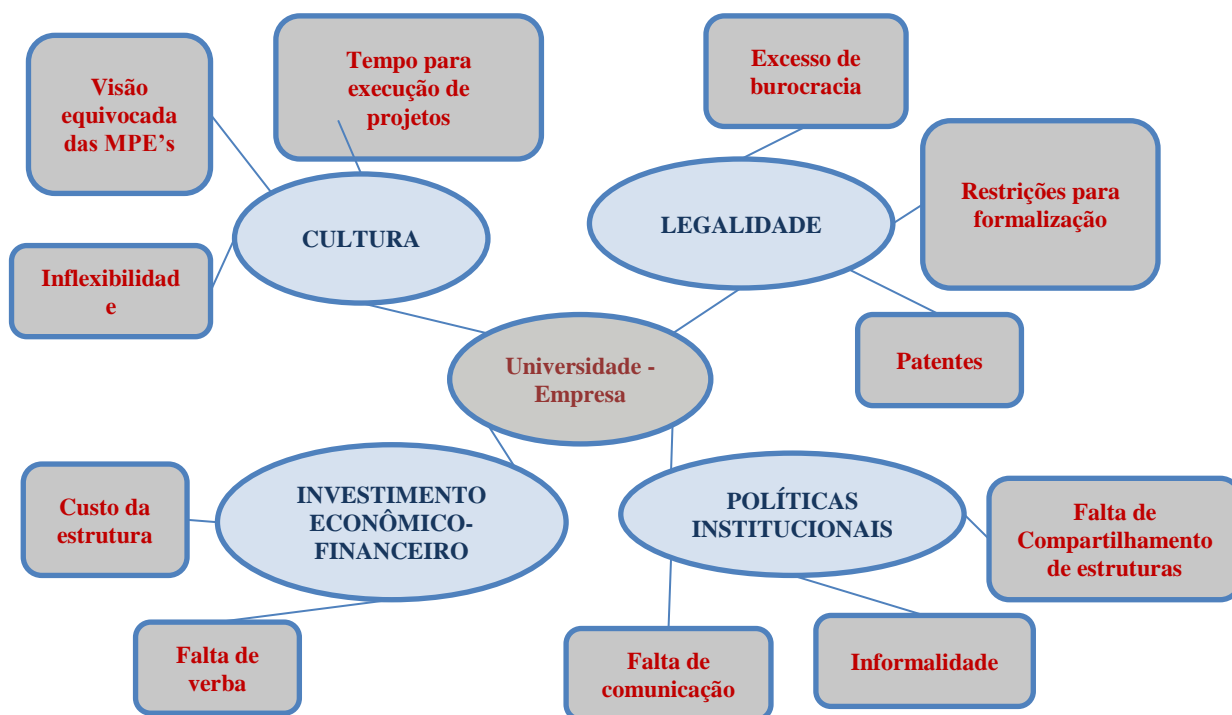 Visão
equivocada
das MPE’s
Tempo para
execução de
projetos
Excesso de
burocracia
Restrições para
formalização
CULTURA
LEGALIDADE
Inflexibilidad
e
Patentes
Universidade -
Empresa
Custo da
estrutura
INVESTIMENTO
ECONÔMICO-
FINANCEIRO
POLÍTICAS
INSTITUCIONAIS
Falta de
Compartilhamento
de estruturas
Falta de
verba
Falta de
comunicação
Informalidade